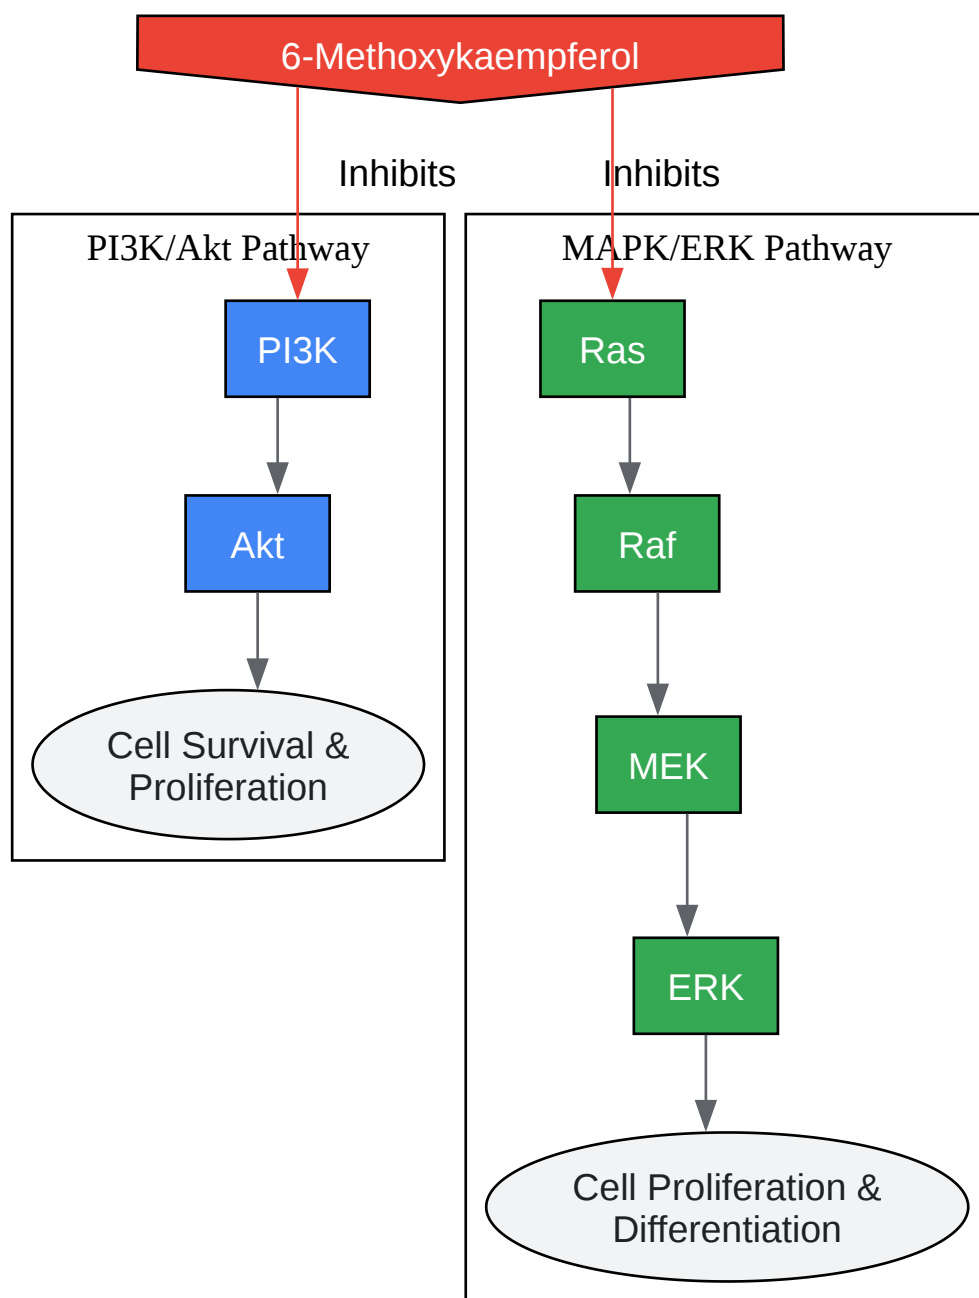 6-Methoxykaempferol
Inhibits
Inhibits
PI3K/Akt Pathway
PI3K
Akt
Cell Survival &
Proliferation
MAPK/ERK Pathway
Ras
Raf
MEK
ERK
Cell Proliferation &
Differentiation